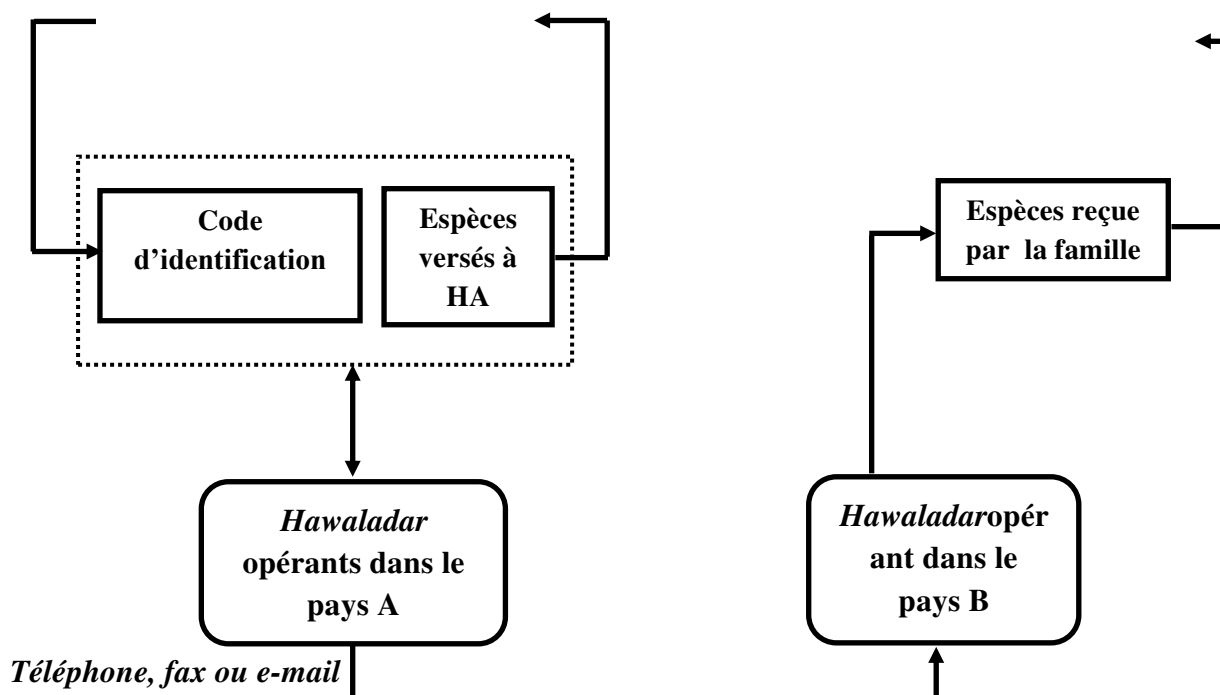 Code
d’identification
Espèces
versés à
HA
Espèces reçue
par la famille
Hawaladar
opérants dans le
pays A
Hawaladaropér
ant dans le
pays B
Téléphone, fax ou e-mail